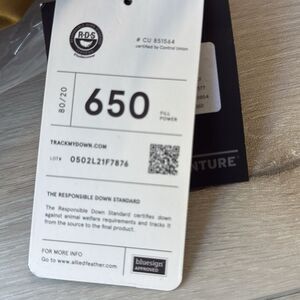 R·D·S
# CU 851564
certified by Control Union
80/20
650
FILL
POWER
TRACKMYDOWN.COM
LOT# 0502L21F7876
THE RESPONSIBLE DOWN STANDARD
The Responsible Down Standard certifies down
against animal welfare requirements and tracks it
from the source to the final product.
FOR MORE INFO
Go to www.alliedfeather.com
bluesign
APPROVED
NTURE